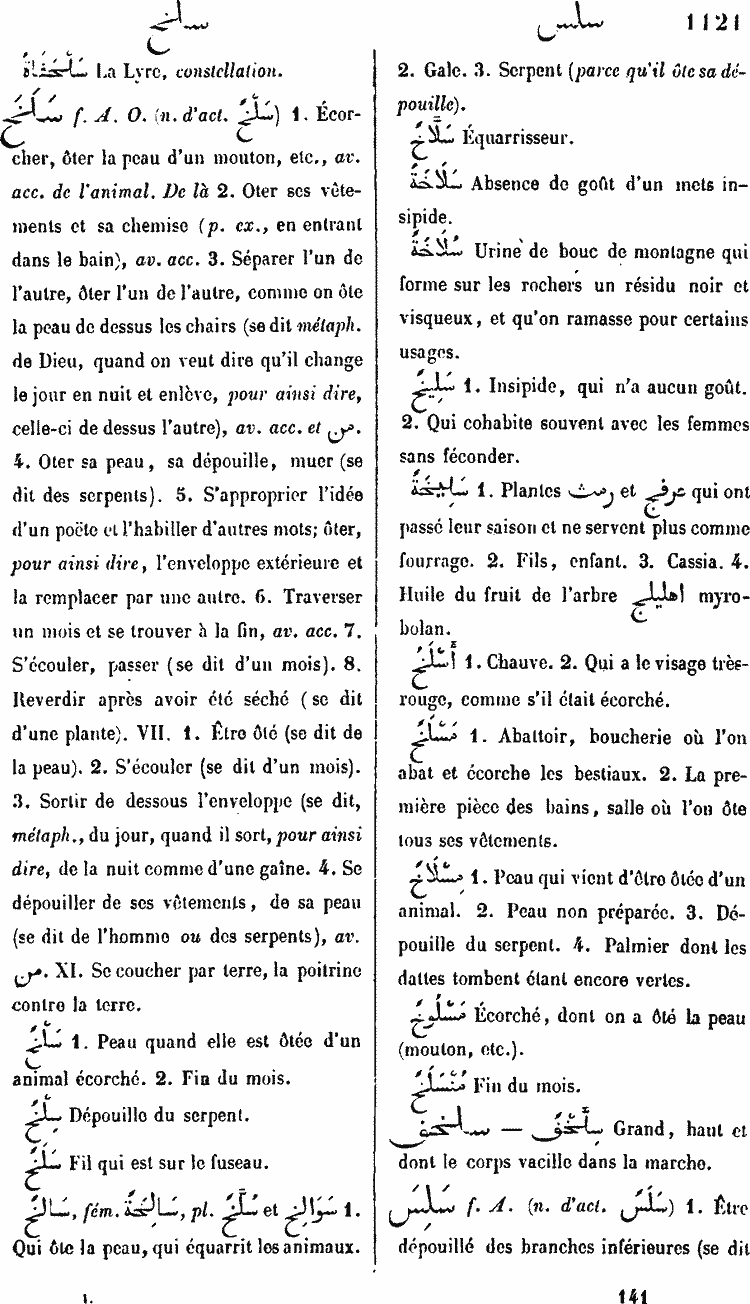 سلخ
سلس
1121
سُلَحْفَاةٌ La Lyre, constellation.
سَلَخَ f. A. O. (n. d'act. سَلْخٌ) 1. Écor-
cher, ôter la peau d'un mouton, etc., av.
acc. de l'animal. De là 2. Oter ses vête-
ments et sa chemise (p. ex., en entrant
dans le bain), av. acc. 3. Séparer l'un de
l'autre, ôter l'un de l'autre, comme on ôte
la peau de dessus les chairs (se dit métaph.
de Dieu, quand on veut dire qu'il change
le jour en nuit et enlève, pour ainsi dire,
celle-ci de dessus l'autre), av. acc. et من.
4. Oter sa peau, sa dépouille, muer (se
dit des serpents). 5. S'approprier l'idée
d'un poëte et l'habiller d'autres mots; ôter,
pour ainsi dire, l'enveloppe extérieure et
la remplacer par une autre. 6. Traverser
un mois et se trouver à la fin, av. acc. 7.
S'écouler, passer (se dit d'un mois). 8.
Reverdir après avoir été séché (se dit
d'une plante). VII. 1. Être ôté (se dit de
la peau). 2. S'écouler (se dit d'un mois).
3. Sortir de dessous l'enveloppe (se dit,
métaph., du jour, quand il sort, pour ainsi
dire, de la nuit comme d'une gaîne. 4. Se
dépouiller de ses vêtements, de sa peau
(se dit de l'homme ou des serpents), av.
من. XI. Se coucher par terre, la poitrine
contre la terre.
سَلْخٌ 1. Peau quand elle est ôtée d'un
animal écorché. 2. Fin du mois.
سِلْخٌ Dépouille du serpent.
سَلَخٌ Fil qui est sur le fuseau.
سَالِخٌ, fém. سَالِخَةٌ, pl. سُلَّخٌ et سَوَالِخُ 1.
Qui ôte la peau, qui équarrit les animaux.
2. Gale. 3. Serpent (parce qu'il ôte sa dé-
pouille).
سَلَّاخٌ Équarrisseur.
سَلَاخَةٌ Absence de goût d'un mets in-
sipide.
سُلَاخَةٌ Urine de bouc de montagne qui
forme sur les rochers un résidu noir et
visqueux, et qu'on ramasse pour certains
usages.
سَلِيخٌ 1. Insipide, qui n'a aucun goût.
2. Qui cohabite souvent avec les femmes
sans féconder.
سَلِيخَةٌ 1. Plantes رمث et عرفج qui ont
passé leur saison et ne servent plus comme
fourrage. 2. Fils, enfant. 3. Cassia. 4.
Huile du fruit de l'arbre اهليلج myro-
bolan.
أَسْلَخُ 1. Chauve. 2. Qui a le visage très-
rouge, comme s'il était écorché.
مَسْلَخٌ 1. Abattoir, boucherie où l'on
abat et écorche les bestiaux. 2. La pre-
mière pièce des bains, salle où l'on ôte
tous ses vêtements.
مِسْلَاخٌ 1. Peau qui vient d'être ôtée d'un
animal. 2. Peau non préparée. 3. Dé-
pouille du serpent. 4. Palmier dont les
dattes tombent étant encore vertes.
مَسْلُوخٌ Écorché, dont on a ôté la peau
(mouton, etc.).
مُنْسَلَخٌ Fin du mois.
سلخف — سِلَّخْفٌ Grand, haut et
dont le corps vacille dans la marche.
سَلِسَ f. A. (n. d'act. سَلَسٌ) 1. Être
dépouillé des branches inférieures (se dit
I.
141